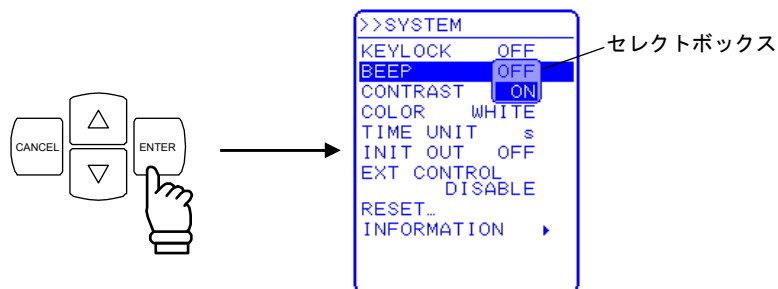 CANCEL
△
▽
ENTER
>>SYSTEM
KEYLOCK OFF
BEEP OFF
CONTRAST ON
COLOR WHITE
TIME UNIT s
INIT OUT OFF
EXT CONTROL
DISABLE
RESET…
INFORMATION ▶
セレクトボックス